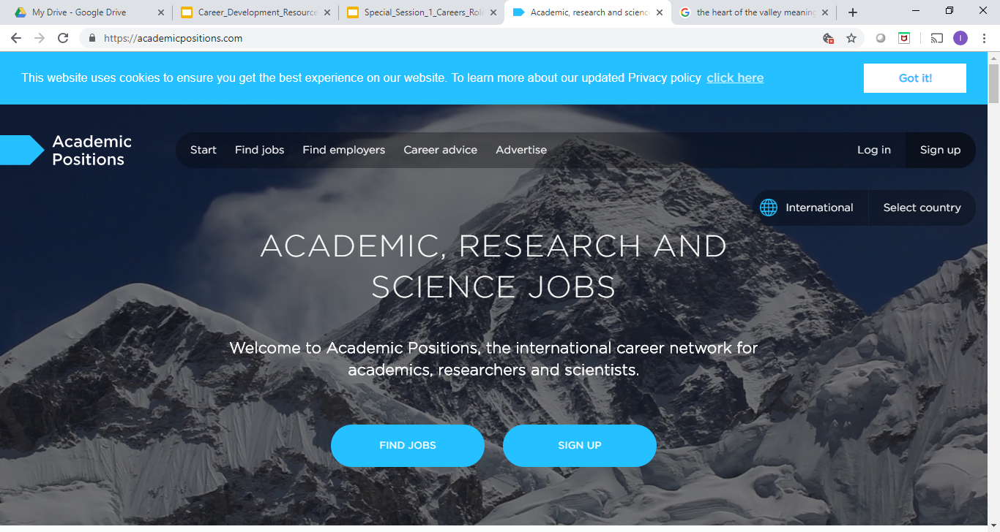 My Drive - Google Drive
Career_Development_Resource
Special_Session_1_Careers_Role
Academic, research and science
the heart of the valley meaning
https://academicpositions.com
I
This website uses cookies to ensure you get the best experience on our website. To learn more about our updated Privacy policy click here
Got it!
Academic
Positions
Start Find jobs Find employers Career advice Advertise Log in Sign up
International Select country
ACADEMIC, RESEARCH AND
SCIENCE JOBS
Welcome to Academic Positions, the international career network for
academics, researchers and scientists.
FIND JOBS SIGN UP